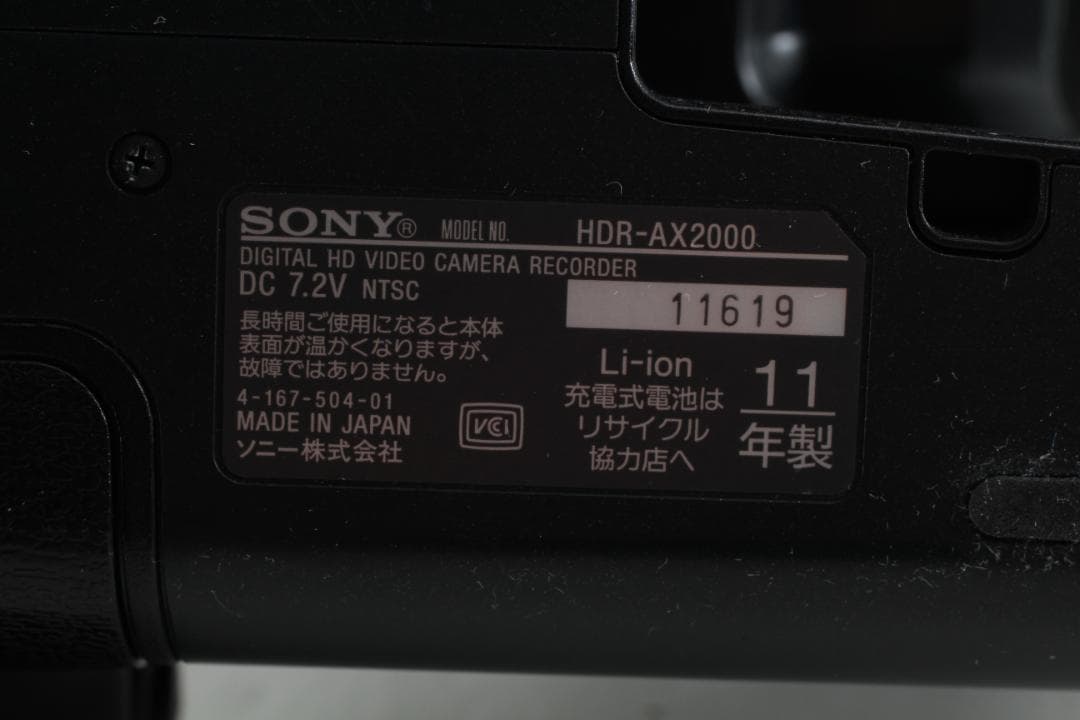 SONY® MODEL NO. HDR-AX2000
DIGITAL HD VIDEO CAMERA RECORDER
DC 7.2V NTSC
11619
長時間ご使用になると本体
表面が温かくなりますが、
故障ではありません。
4-167-504-01
MADE IN JAPAN
ソニー株式会社
VCCI
Li-ion
充電式電池は
リサイクル
協力店へ
11
年製